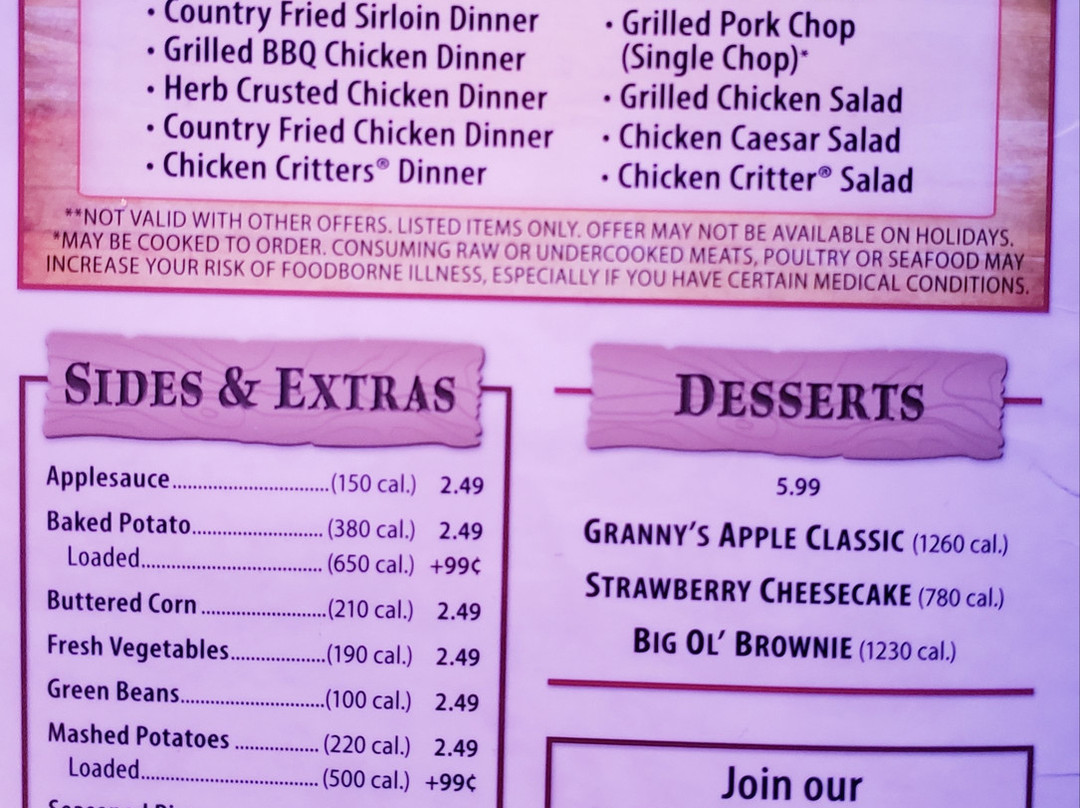 • Country Fried Sirloin Dinner
• Grilled BBQ Chicken Dinner
• Herb Crusted Chicken Dinner
• Country Fried Chicken Dinner
• Chicken Critters® Dinner
• Grilled Pork Chop
(Single Chop)*
• Grilled Chicken Salad
• Chicken Caesar Salad
• Chicken Critter® Salad
**NOT VALID WITH OTHER OFFERS. LISTED ITEMS ONLY. OFFER MAY NOT BE AVAILABLE ON HOLIDAYS.
*MAY BE COOKED TO ORDER. CONSUMING RAW OR UNDERCOOKED MEATS, POULTRY OR SEAFOOD MAY
INCREASE YOUR RISK OF FOODBORNE ILLNESS, ESPECIALLY IF YOU HAVE CERTAIN MEDICAL CONDITIONS.
SIDES & EXTRAS
Applesauce..............................(150 cal.) 2.49
Baked Potato......................... (380 cal.) 2.49
Loaded................................... (650 cal.) +99¢
Buttered Corn ........................(210 cal.) 2.49
Fresh Vegetables..................(190 cal.) 2.49
Green Beans............................(100 cal.) 2.49
Mashed Potatoes ................ (220 cal.) 2.49
Loaded................................... (500 cal.) +99¢
DESSERTS
5.99
GRANNY'S APPLE CLASSIC (1260 cal.)
STRAWBERRY CHEESECAKE (780 cal.)
BIG OL' BROWNIE (1230 cal.)
Join our